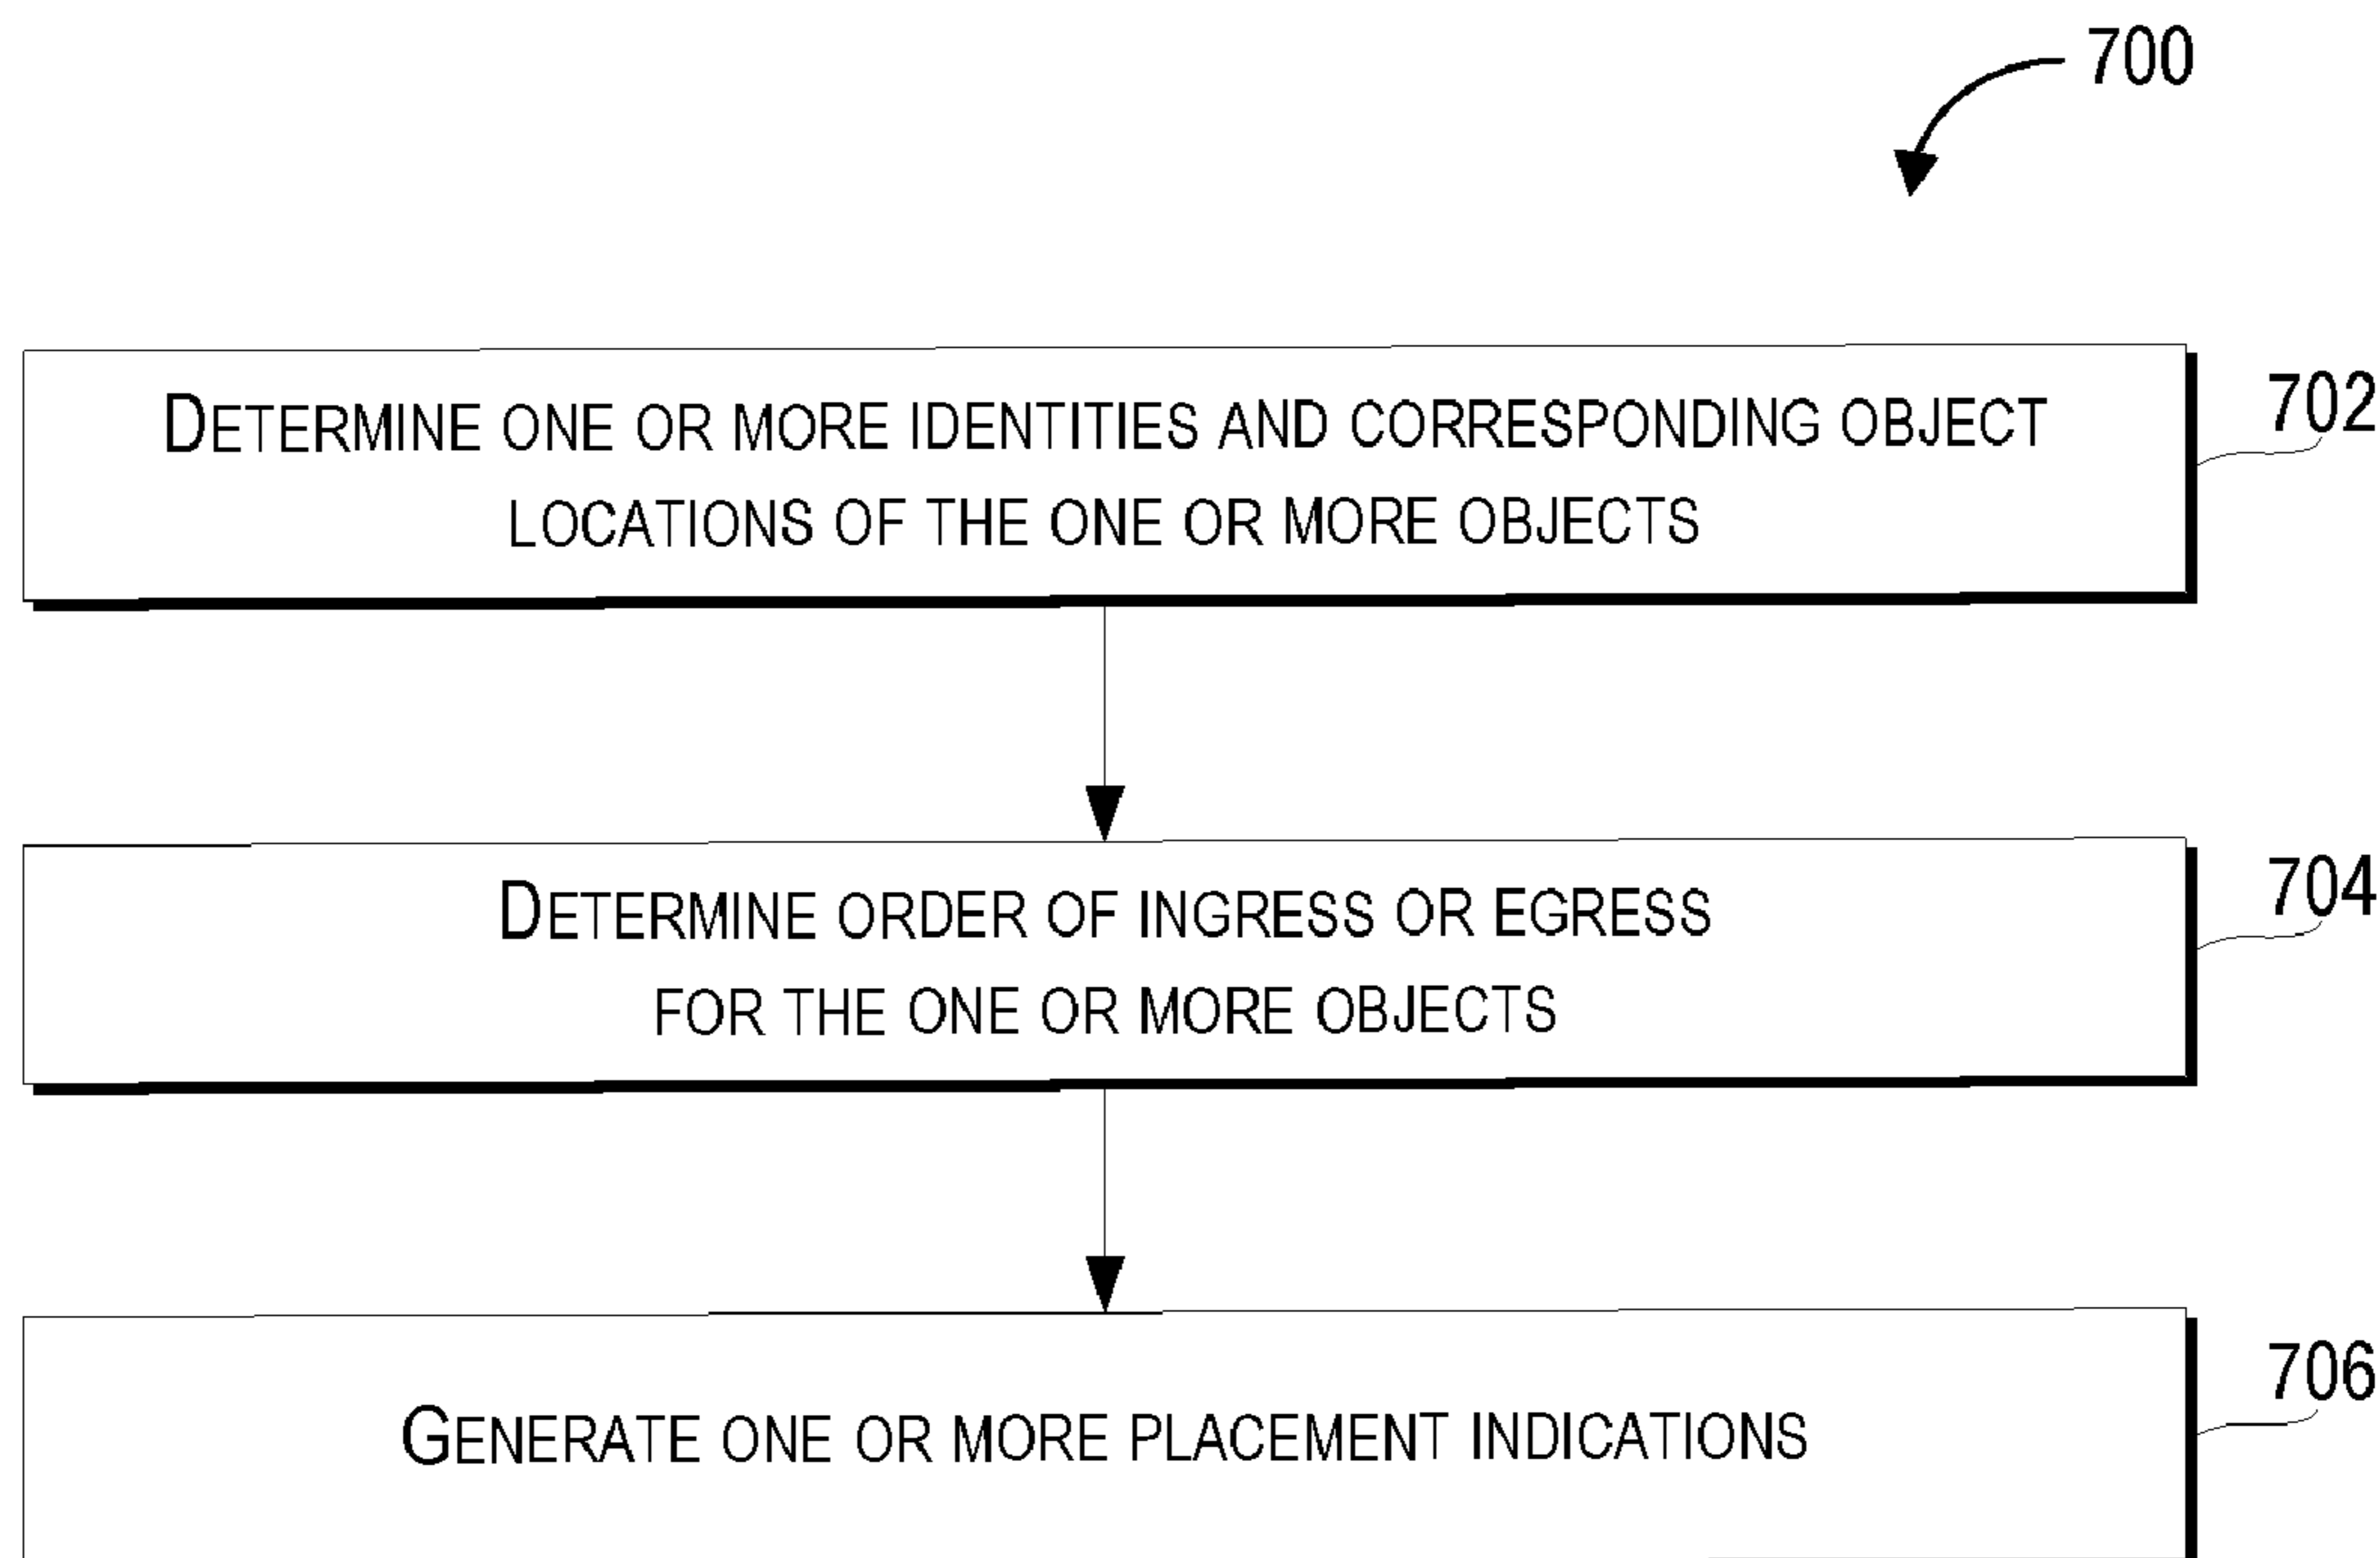 700
DETERMINE ONE OR MORE IDENTITIES AND CORRESPONDING OBJECT
LOCATIONS OF THE ONE OR MORE OBJECTS
702
DETERMINE ORDER OF INGRESS OR EGRESS
FOR THE ONE OR MORE OBJECTS
704
GENERATE ONE OR MORE PLACEMENT INDICATIONS
706